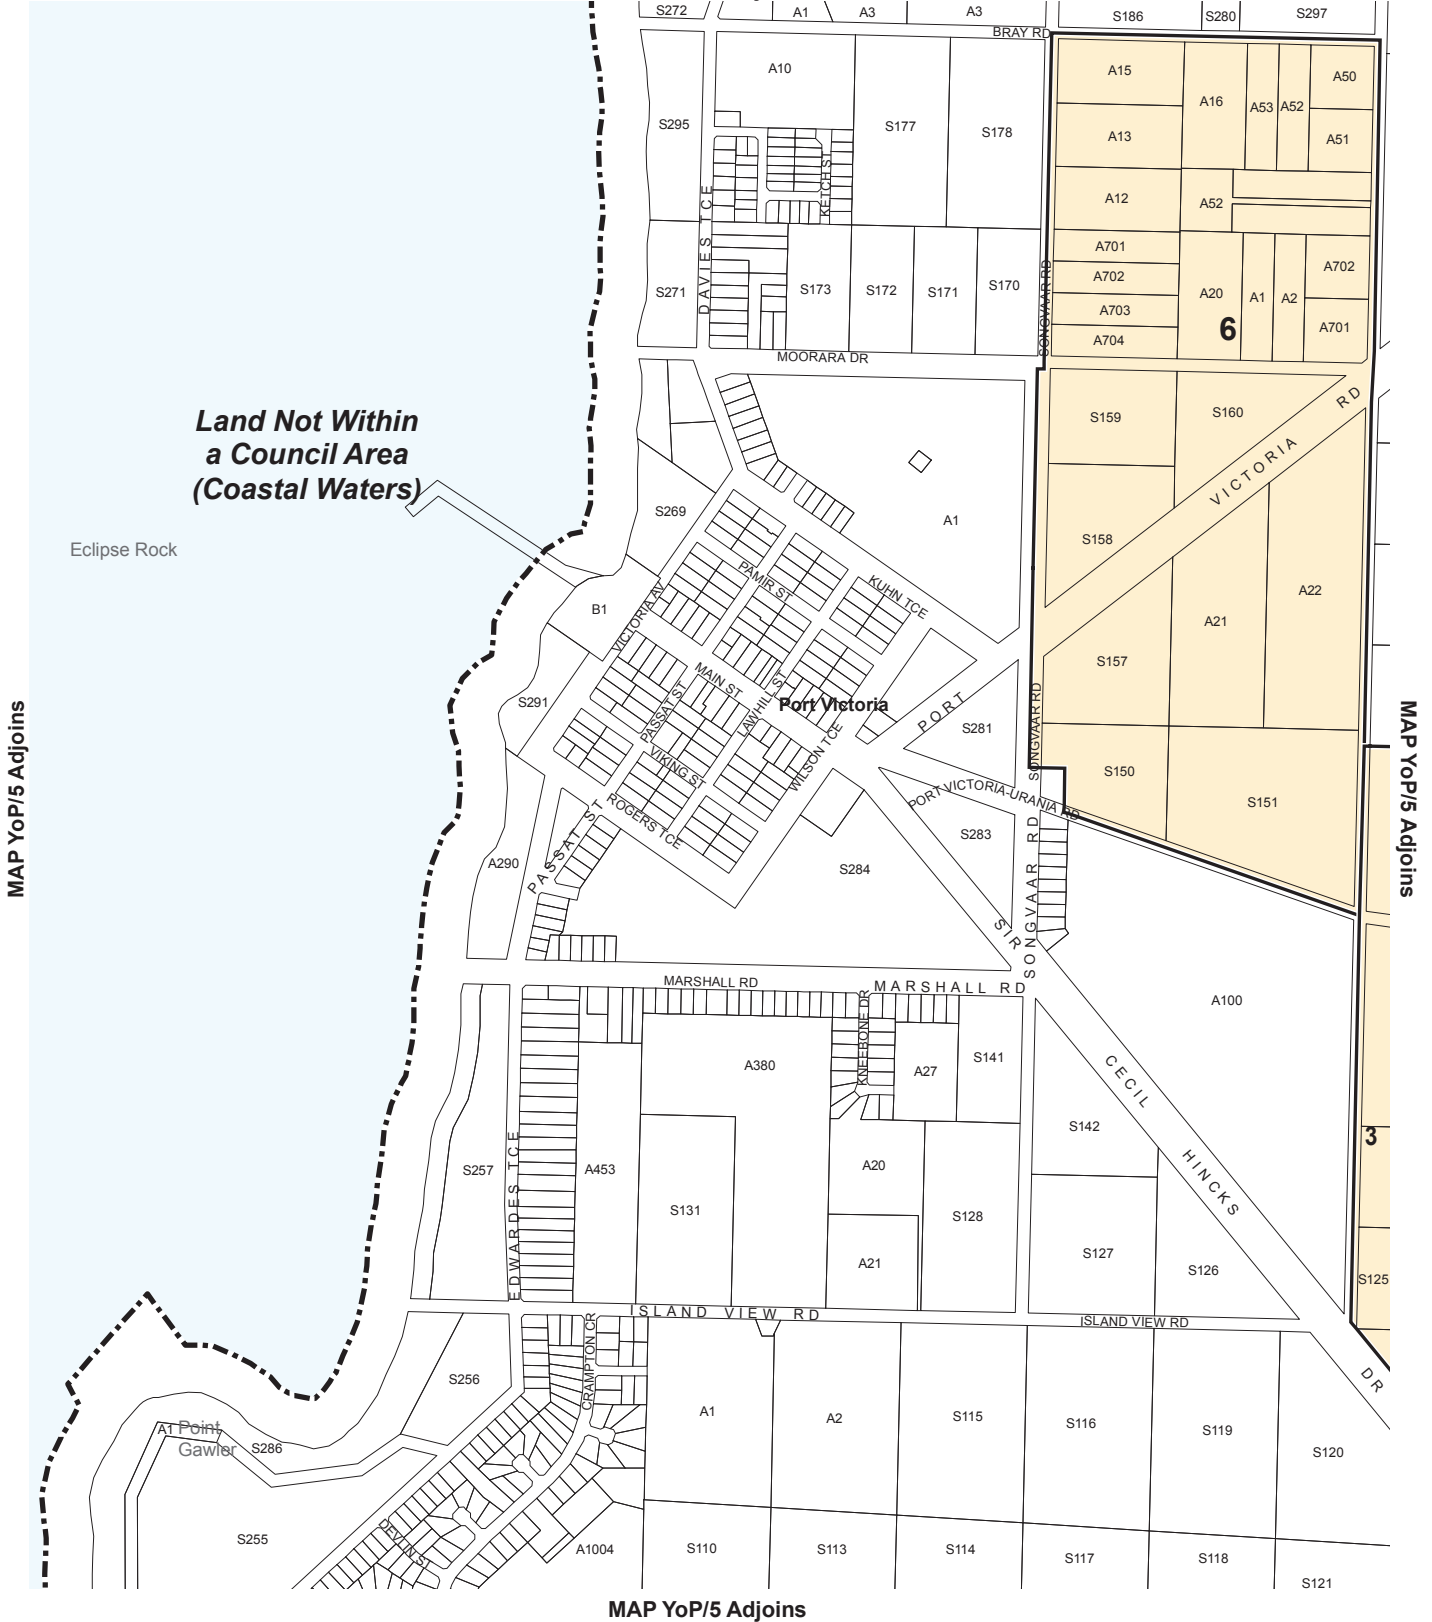 S272
A1
A3
A3
S186
S280
S297
BRAY RD
A10
S295
S177
S178
A15
A16
A53
A52
A50
A13
A51
KETCH S
DAVIES TCE
A12
A52
A701
A702
A703
A704
A20
A1
A2
A702
A701
6
S271
S173
S172
S171
S170
SONGVAAR RD
MOORARA DR
Land Not Within
a Council Area
(Coastal Waters)
S159
S160
VICTORIA RD
S269
A1
S158
Eclipse Rock
PAMIR ST
KUHN TCE
A22
B1
VICTORIA AV
A21
S157
MAIN ST
S291
PASSAT ST
LAWHILL ST
Port Victoria
PORT
S281
SONGVAAR RD
WILSON TCE
VIKING ST
S150
S151
PORT VICTORIA-URANIA RD
ROGERS TCE
PASSAT ST
A290
S284
S283
SONGVAAR RD
SIR
MARSHALL RD
MARSHALL RD
KNEEBONE DR
A100
A380
A27
S141
CECIL
S142
3
S257
EDWARDES TCE
A453
S131
A20
S128
HINCKS
A21
S127
S126
S125
ISLAND VIEW RD
ISLAND VIEW RD
CRAMPTON CR
S256
DR
A1
A2
S115
S116
S119
S120
A1
Point
Gawler
S286
S255
DEVLIN ST
A1004
S110
S113
S114
S117
S118
S121
MAP YoP/5 Adjoins
MAP YoP/5 Adjoins
MAP YoP/5 Adjoins